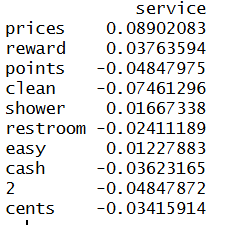 service
prices 0.08902083
reward 0.03763594
points -0.04847975
clean -0.07461296
shower 0.01667338
restroom -0.02411189
easy 0.01227883
cash -0.03623165
2 -0.04847872
cents -0.03415914